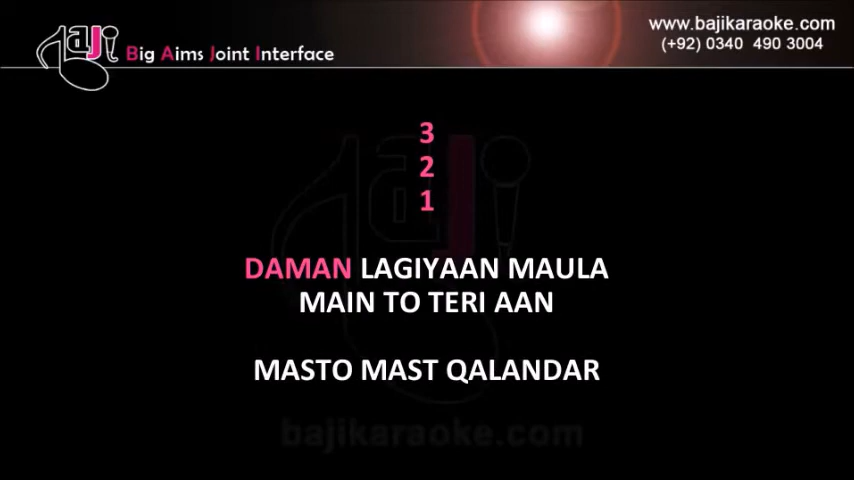 Baji Big Aims Joint Interface
www.bajikaraoke.com
(+92) 0340 490 3004
3
2
1
DAMAN LAGIYAAN MAULA
MAIN TO TERI AAN
MASTO MAST QALANDAR
bajikaraoke.com